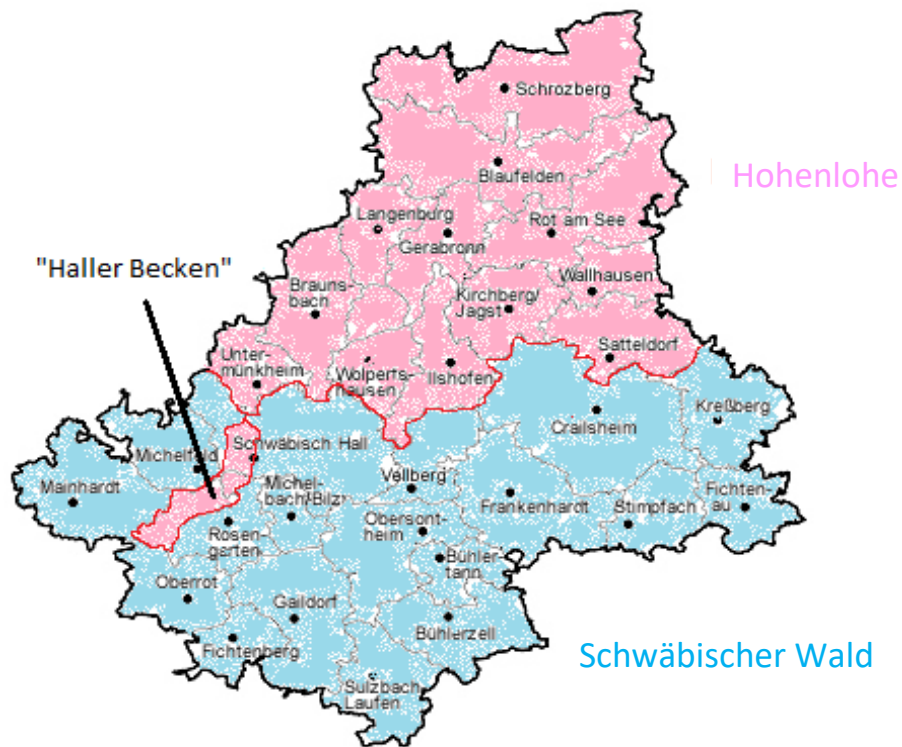 Schrozberg
Blaufelden
Hohenlohe
Langenburg
Rot am See
Gerabronn
"Haller Becken"
Wallhausen
Brauns-
bach
Kirchberg/
Jagst
Satteldorf
Unter-
münkheim
Wolperts-
hausen
Ilshofen
Kreßberg
Crailsheim
Schwäbisch Hall
Michelfeld
Vellberg
Mainhardt
Michel-
bach/Bilz
Frankenhardt
Stimpfach
Fichten-
au
Rosen-
garten
Obersont-
heim
Bühler-
tann
Oberrot
Gaildorf
Bühlerzell
Fichtenberg
Schwäbischer Wald
Sulzbach
Laufen